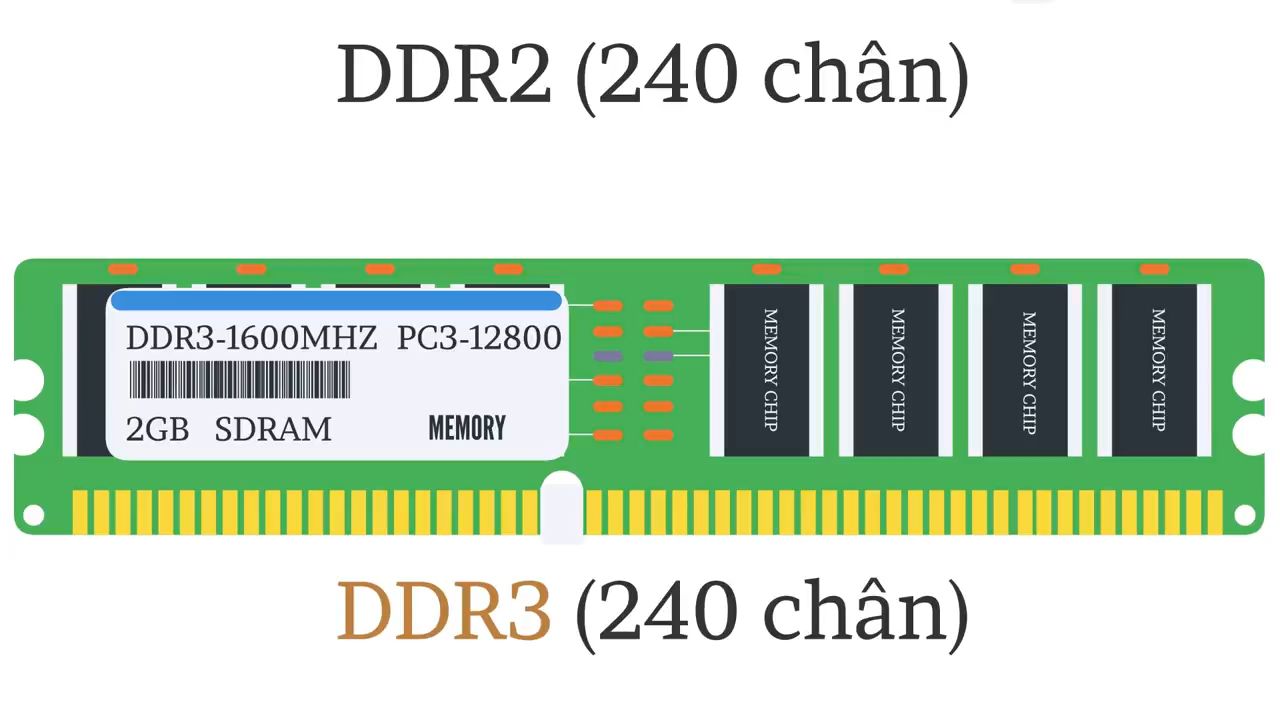 DDR2 (240 chân)
DDR3-1600MHZ PC3-12800
2GB SDRAM MEMORY
MEMORY CHIP
MEMORY CHIP
MEMORY CHIP
MEMORY CHIP
DDR3 (240 chân)